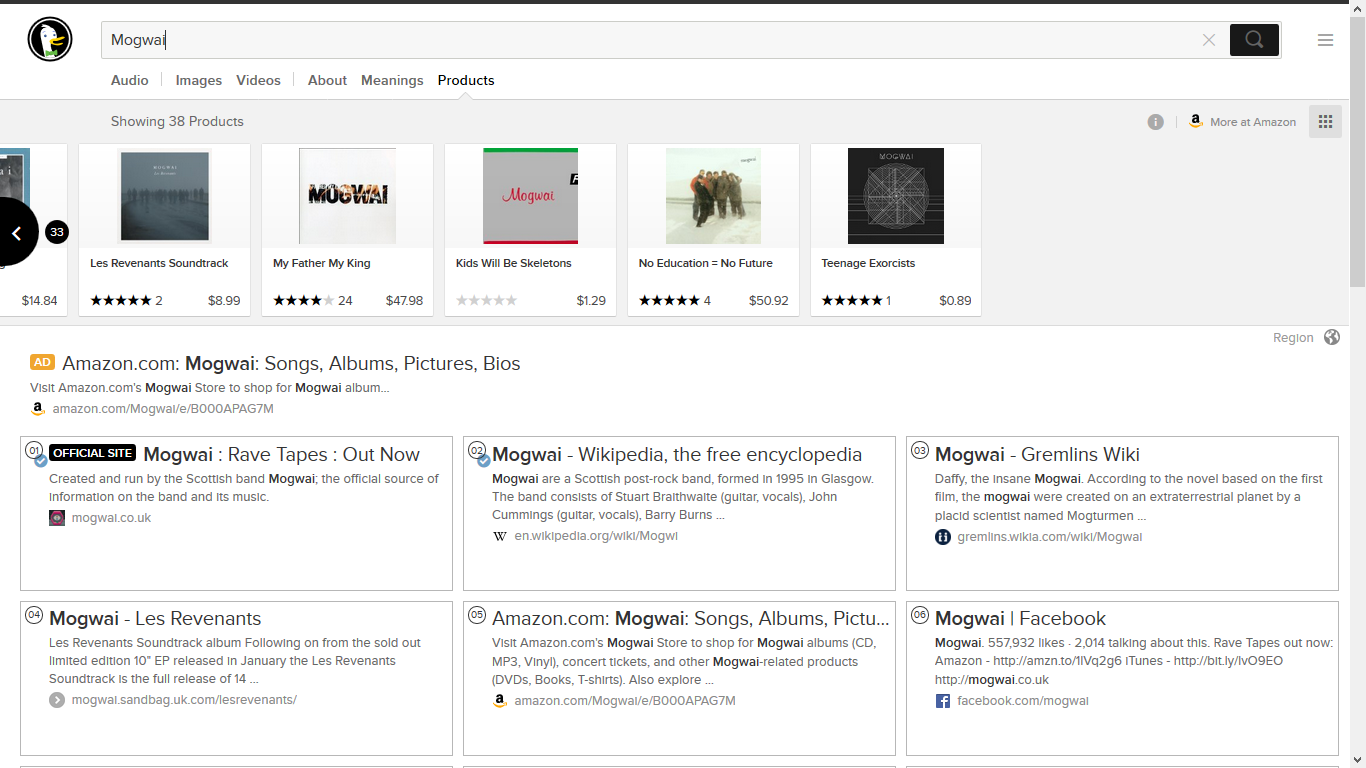 Mogwai
Audio Images Videos About Meanings Products
Showing 38 Products
More at Amazon
33
$14.84
MOGWAI
Les Revenants
Les Revenants Soundtrack
2 $8.99
MOGWAI
My Father My King
24 $47.98
Mogwai
Kids Will Be Skeletons
$1.29
mogwai
No Education = No Future
4 $50.92
MOGWAI
Teenage Exorcists
1 $0.89
Region
AD Amazon.com: Mogwai: Songs, Albums, Pictures, Bios
Visit Amazon.com's Mogwai Store to shop for Mogwai album...
amazon.com/Mogwai/e/B000APAG7M
01 OFFICIAL SITE Mogwai : Rave Tapes : Out Now
Created and run by the Scottish band Mogwai; the official source of
information on the band and its music.
mogwai.co.uk
02 Mogwai - Wikipedia, the free encyclopedia
Mogwai are a Scottish post-rock band, formed in 1995 in Glasgow.
The band consists of Stuart Braithwaite (guitar, vocals), John
Cummings (guitar, vocals), Barry Burns ...
W en.wikipedia.org/wiki/Mogwi
03 Mogwai - Gremlins Wiki
Daffy, the insane Mogwai. According to the novel based on the first
film, the mogwai were created on an extraterrestrial planet by a
placid scientist named Mogturmen ...
gremlins.wikia.com/wiki/Mogwai
04 Mogwai - Les Revenants
Les Revenants Soundtrack album Following on from the sold out
limited edition 10" EP released in January the Les Revenants
Soundtrack is the full release of 14 ...
mogwai.sandbag.uk.com/lesrevenants/
05 Amazon.com: Mogwai: Songs, Albums, Pictu...
Visit Amazon.com's Mogwai Store to shop for Mogwai albums (CD,
MP3, Vinyl), concert tickets, and other Mogwai-related products
(DVDs, Books, T-shirts). Also explore ...
amazon.com/Mogwai/e/B000APAG7M
06 Mogwai | Facebook
Mogwai. 557,932 likes · 2,014 talking about this. Rave Tapes out now:
Amazon - http://amzn.to/1lVq2g6 iTunes - http://bit.ly/IvO9EO
http://mogwai.co.uk
facebook.com/mogwai